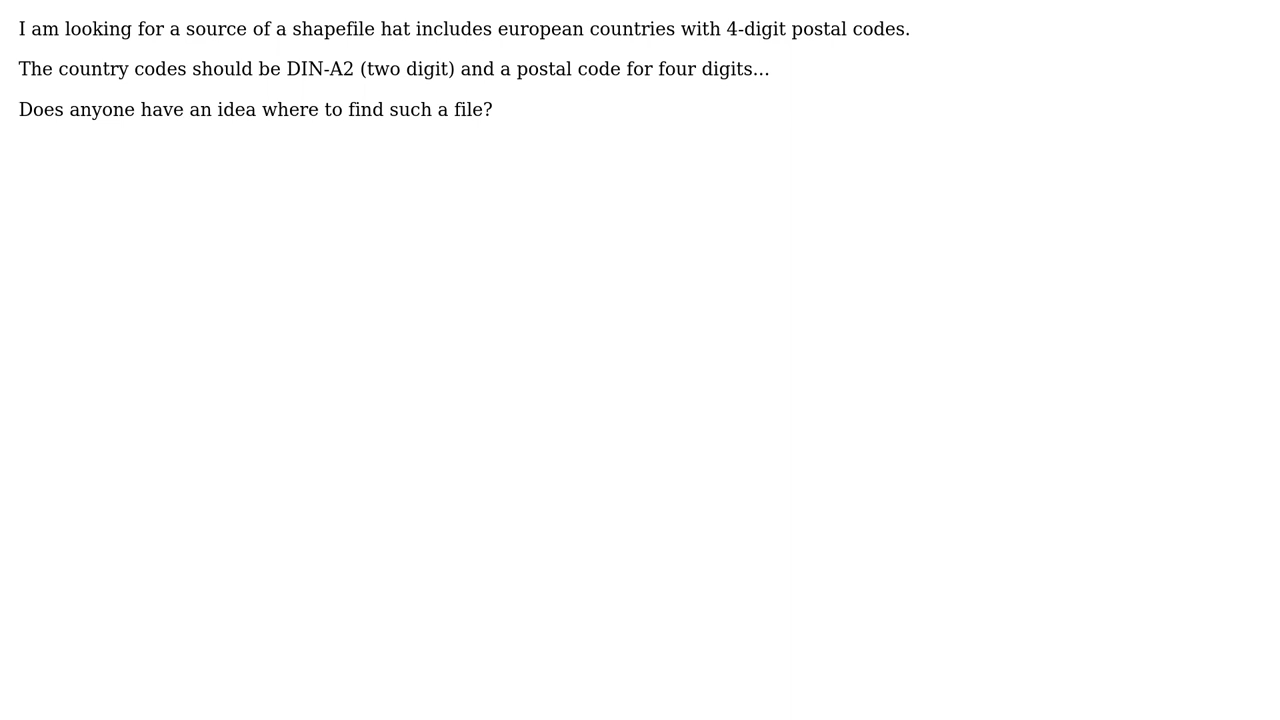 I am looking for a source of a shapefile hat includes european countries with 4-digit postal codes.
The country codes should be DIN-A2 (two digit) and a postal code for four digits...
Does anyone have an idea where to find such a file?